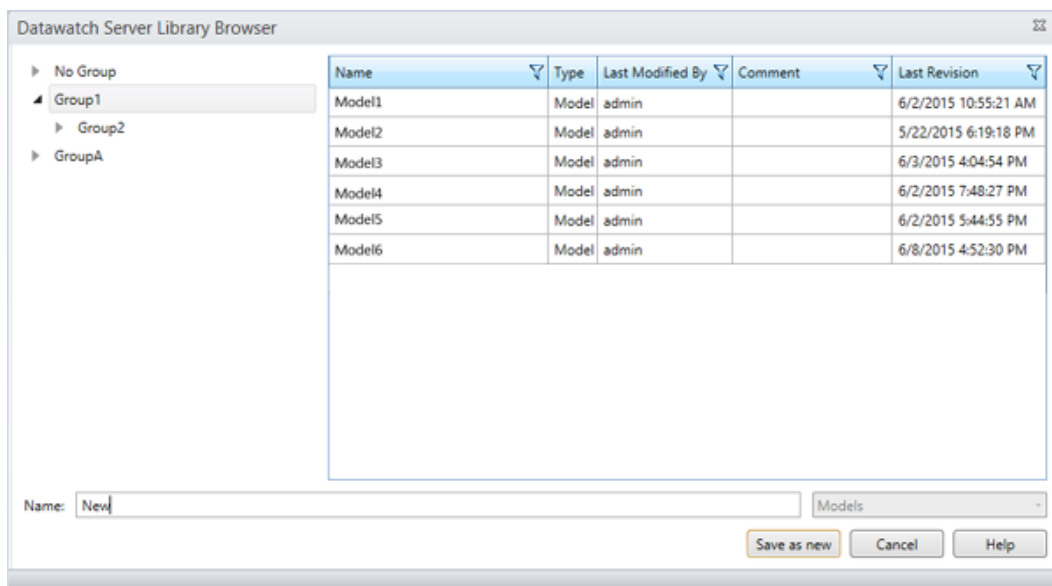 Datawatch Server Library Browser
No Group
Group1
Group2
GroupA
Name Type Last Modified By Comment Last Revision
Model1 Model admin 6/2/2015 10:55:21 AM
Model2 Model admin 5/22/2015 6:19:18 PM
Model3 Model admin 6/3/2015 4:04:54 PM
Model4 Model admin 6/2/2015 7:48:27 PM
Model5 Model admin 6/2/2015 5:44:55 PM
Model6 Model admin 6/8/2015 4:52:30 PM
Name: New Models
Save as new Cancel Help